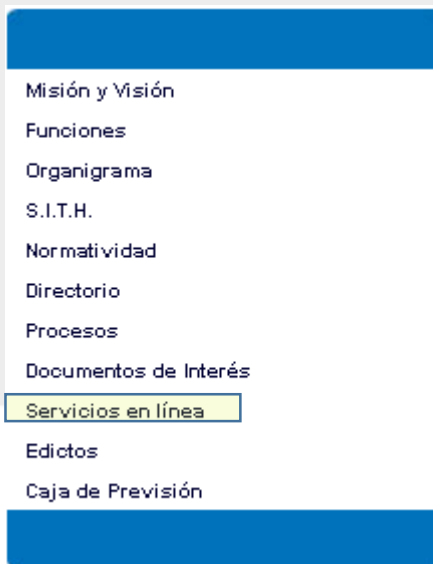 Misión y Visión
Funciones
Organigrama
S.I.T.H.
Normatividad
Directorio
Procesos
Documentos de Interés
Servicios en línea
Edictos
Caja de Previsión